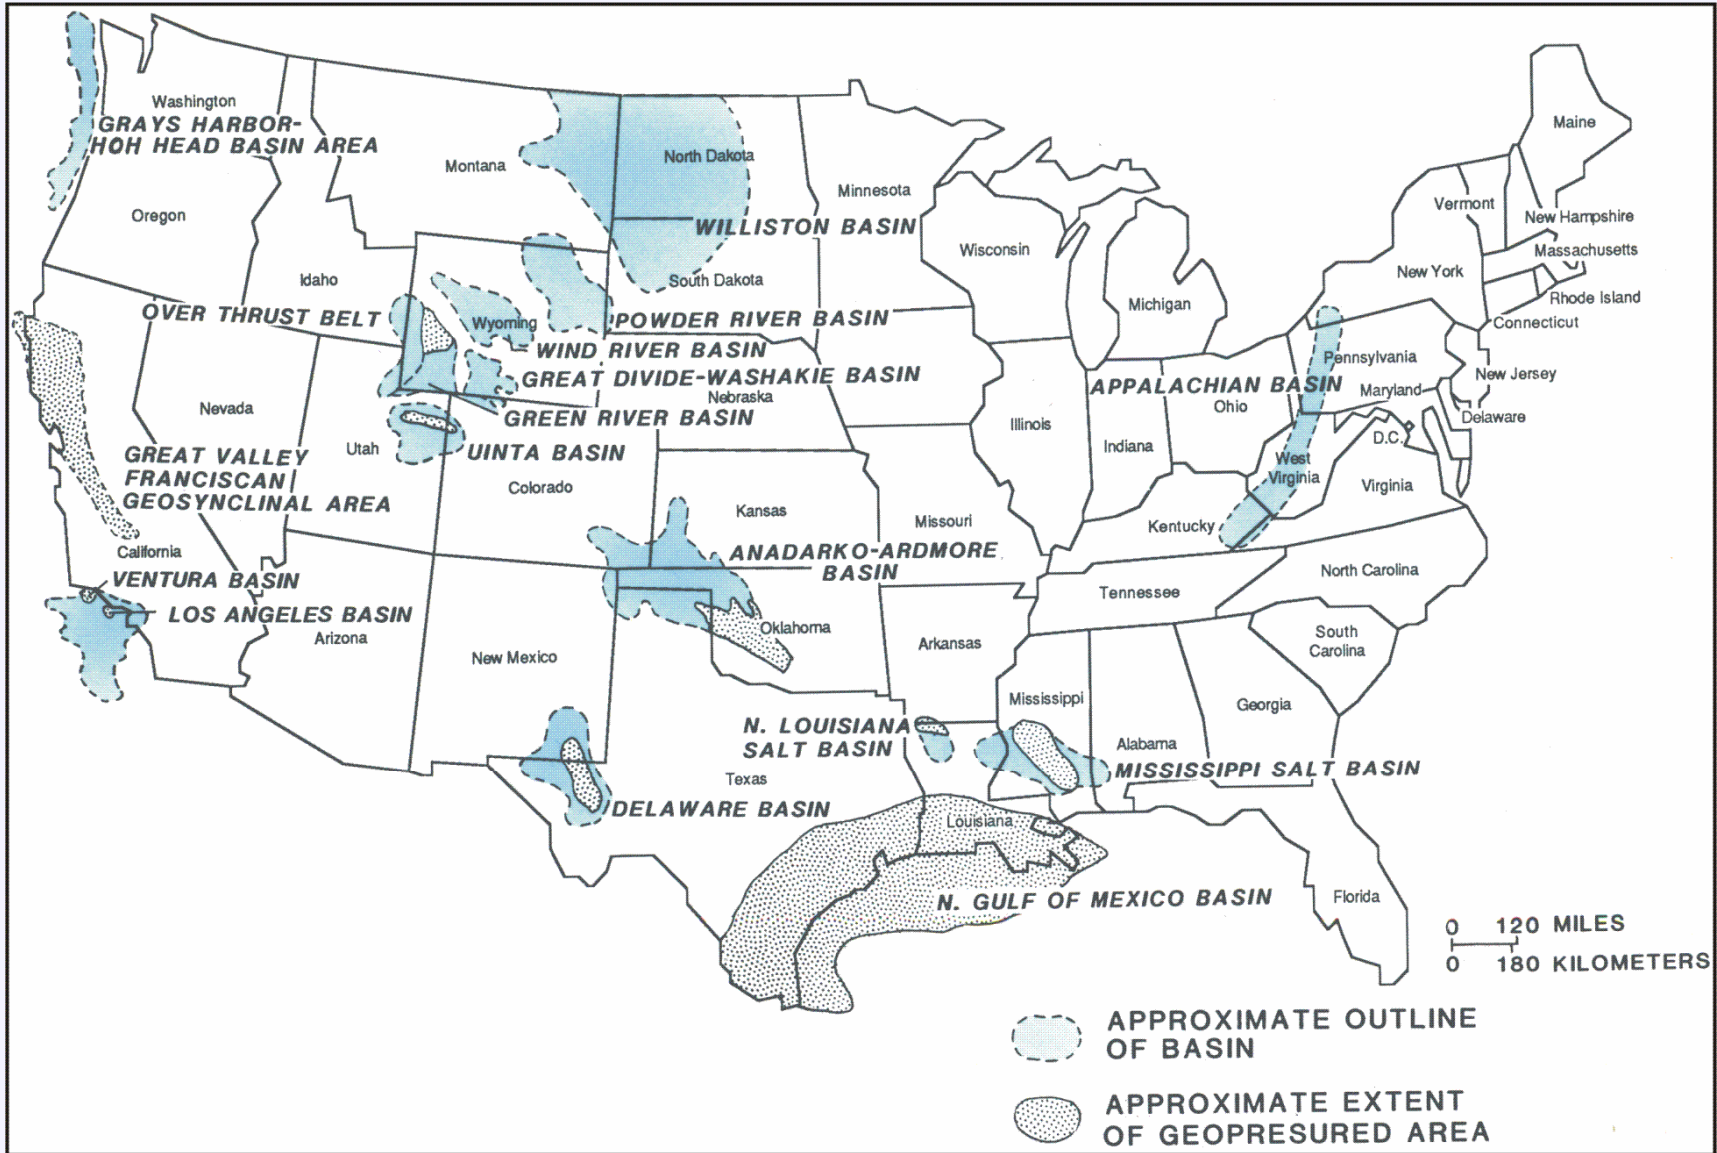 Washington
GRAYS HARBOR-
HOH HEAD BASIN AREA
Oregon
Montana
North Dakota
Minnesota
WILLISTON BASIN
South Dakota
Idaho
OVER THRUST BELT
Wyoming
POWDER RIVER BASIN
WIND RIVER BASIN
GREAT DIVIDE-WASHAKIE BASIN
Nebraska
GREEN RIVER BASIN
UINTA BASIN
Nevada
Utah
GREAT VALLEY
FRANCISCAN
GEOSYNCLINAL AREA
Colorado
California
VENTURA BASIN
LOS ANGELES BASIN
Arizona
New Mexico
Kansas
Missouri
ANADARKO-ARDMORE
BASIN
Oklahoma
Arkansas
Wisconsin
Michigan
Illinois
Indiana
Ohio
APPALACHIAN BASIN
Kentucky
Tennessee
West
Virginia
Virginia
Pennsylvania
Maryland
D.C.
New York
Vermont
Maine
New Hampshire
Massachusetts
Rhode Island
Connecticut
New Jersey
Delaware
North Carolina
South
Carolina
Georgia
Mississippi
Alabama
N. LOUISIANA
SALT BASIN
MISSISSIPPI SALT BASIN
Texas
DELAWARE BASIN
Louisiana
N. GULF OF MEXICO BASIN
Florida
0 120 MILES
0 180 KILOMETERS
APPROXIMATE OUTLINE
OF BASIN
APPROXIMATE EXTENT
OF GEOPRESURED AREA